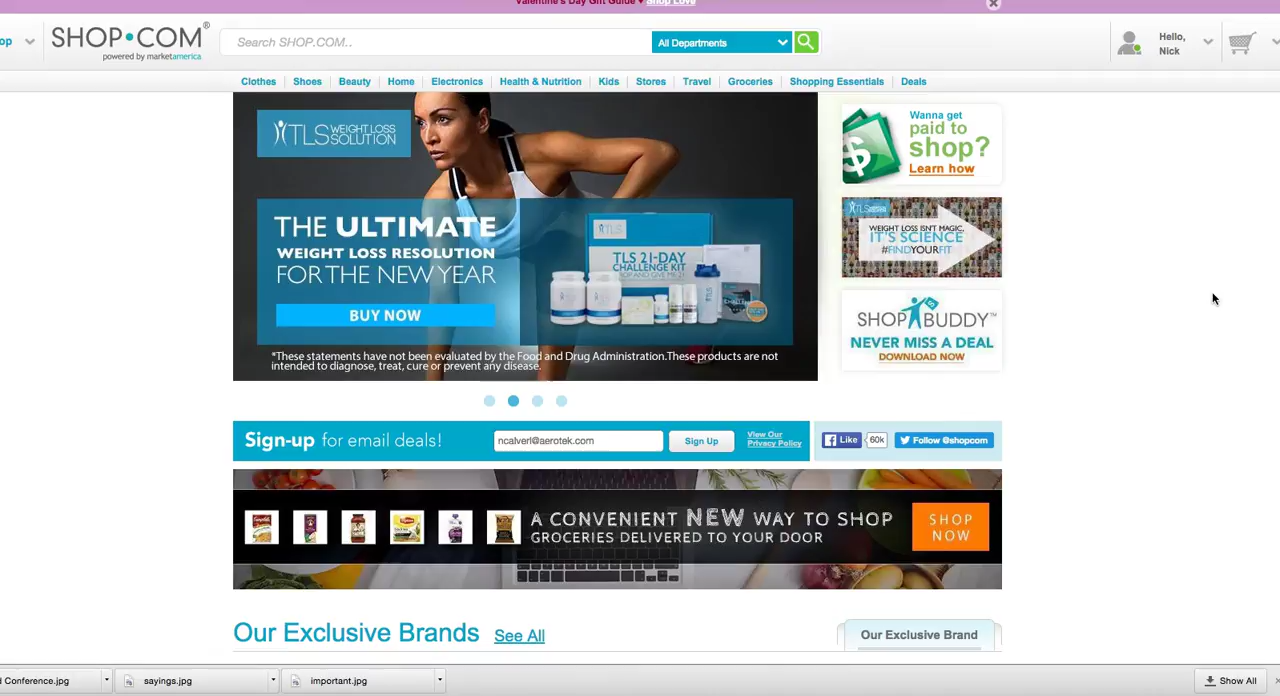 Valentine's Day Gift Guide ♥ Shop Love
op
SHOP•COM®
powered by marketamerica
Search SHOP.COM..
All Departments
Hello,
Nick
Clothes
Shoes
Beauty
Home
Electronics
Health & Nutrition
Kids
Stores
Travel
Groceries
Shopping Essentials
Deals
TLS WEIGHT LOSS
SOLUTION
THE ULTIMATE
WEIGHT LOSS RESOLUTION
FOR THE NEW YEAR
BUY NOW
TLS
TLS 21-DAY
CHALLENGE KIT
*These statements have not been evaluated by the Food and Drug Administration.These products are not
intended to diagnose, treat, cure or prevent any disease.
Wanna get
paid to
shop?
Learn how
TLS
WEIGHT LOSS ISN'T MAGIC,
IT'S SCIENCE
#FINDYOURFIT
SHOP BUDDY™
NEVER MISS A DEAL
DOWNLOAD NOW
Sign-up for email deals!
ncalverl@aerotek.com
Sign Up
View Our
Privacy Policy
Like
60k
Follow @shopcom
A CONVENIENT NEW WAY TO SHOP
GROCERIES DELIVERED TO YOUR DOOR
SHOP
NOW
Our Exclusive Brands See All
Our Exclusive Brand
d Conference.jpg
sayings.jpg
important.jpg
Show All